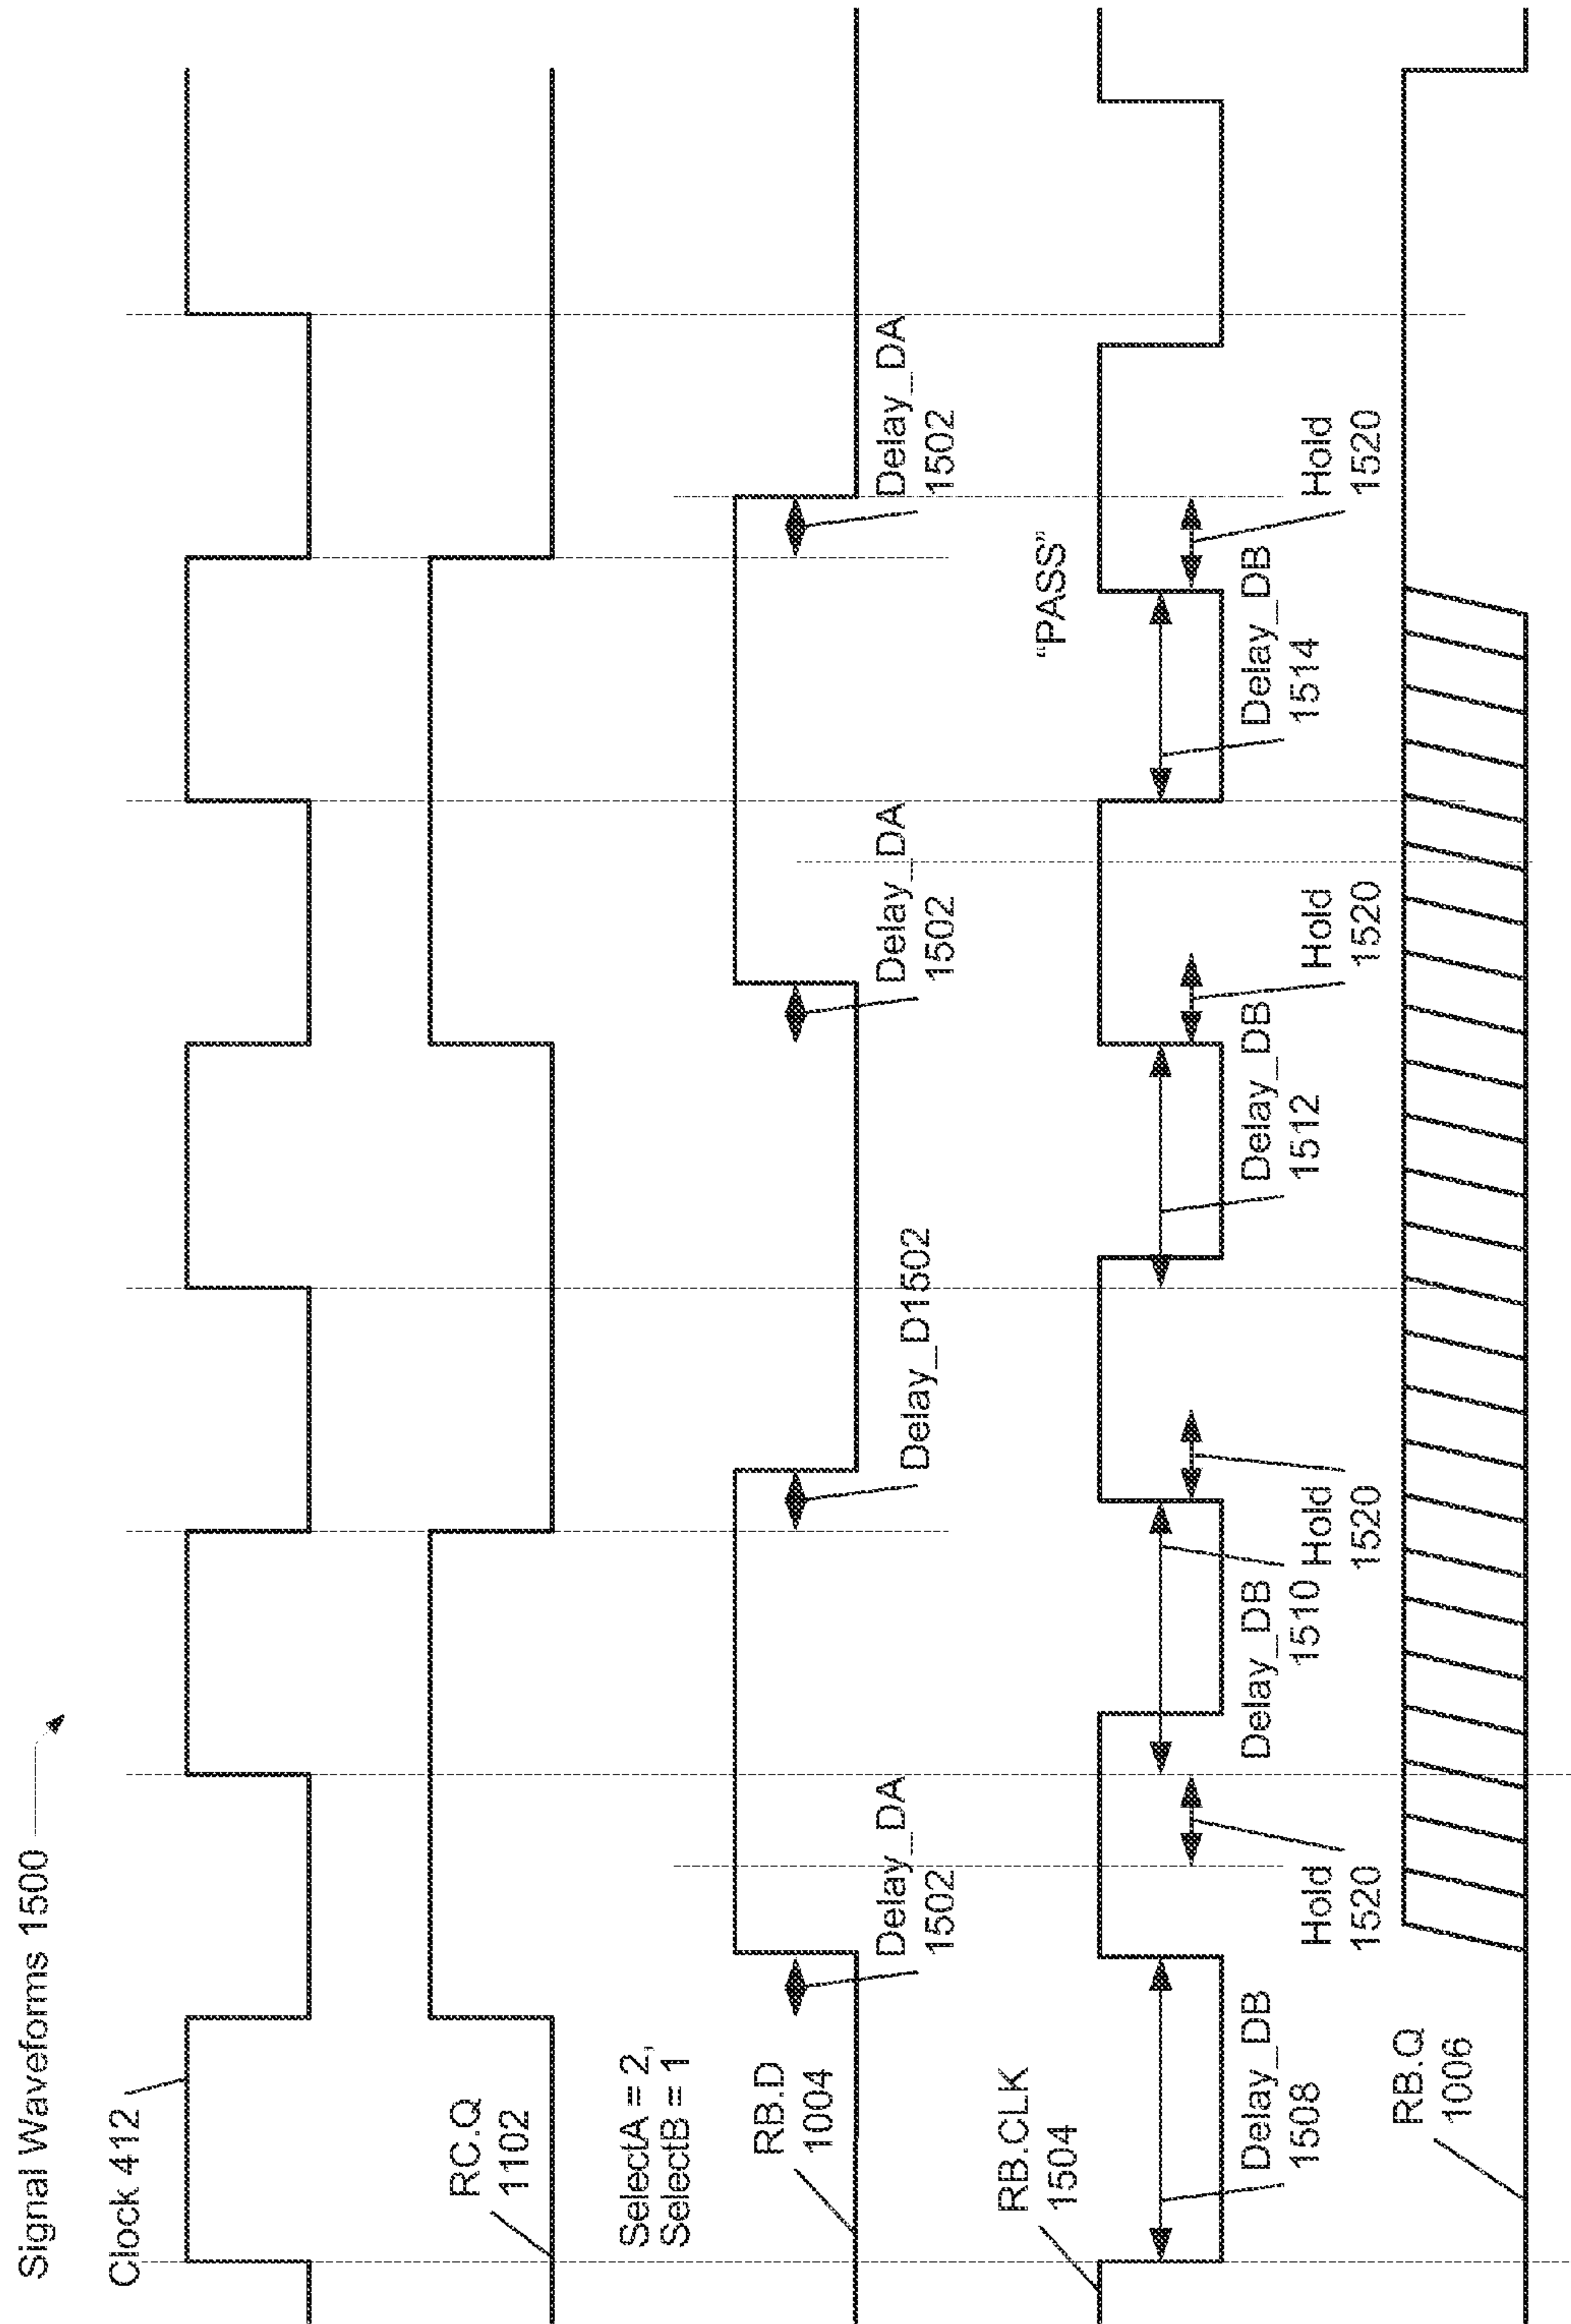 Signal Waveforms 1500
Clock 412
RC.Q
1102
SelectA = 2,
SelectB = 1
RB.D
1004
Delay_DA
1502
Delay_D1502
Delay_DA
1502
Delay_DA
1502
RB.CLK
1504
"PASS"
Delay_DB
1508
Hold
1520
Delay_DB
1510
Hold
1520
Delay_DB
1512
Hold
1520
Delay_DB
1514
Hold
1520
RB.Q
1006